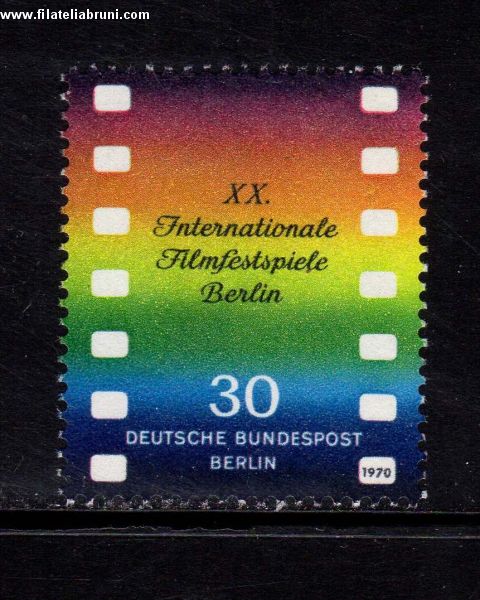 www.filateliabruni.com
XX.
Internationale
Filmfestspiele
Berlin
30
DEUTSCHE BUNDESPOST
BERLIN
1970